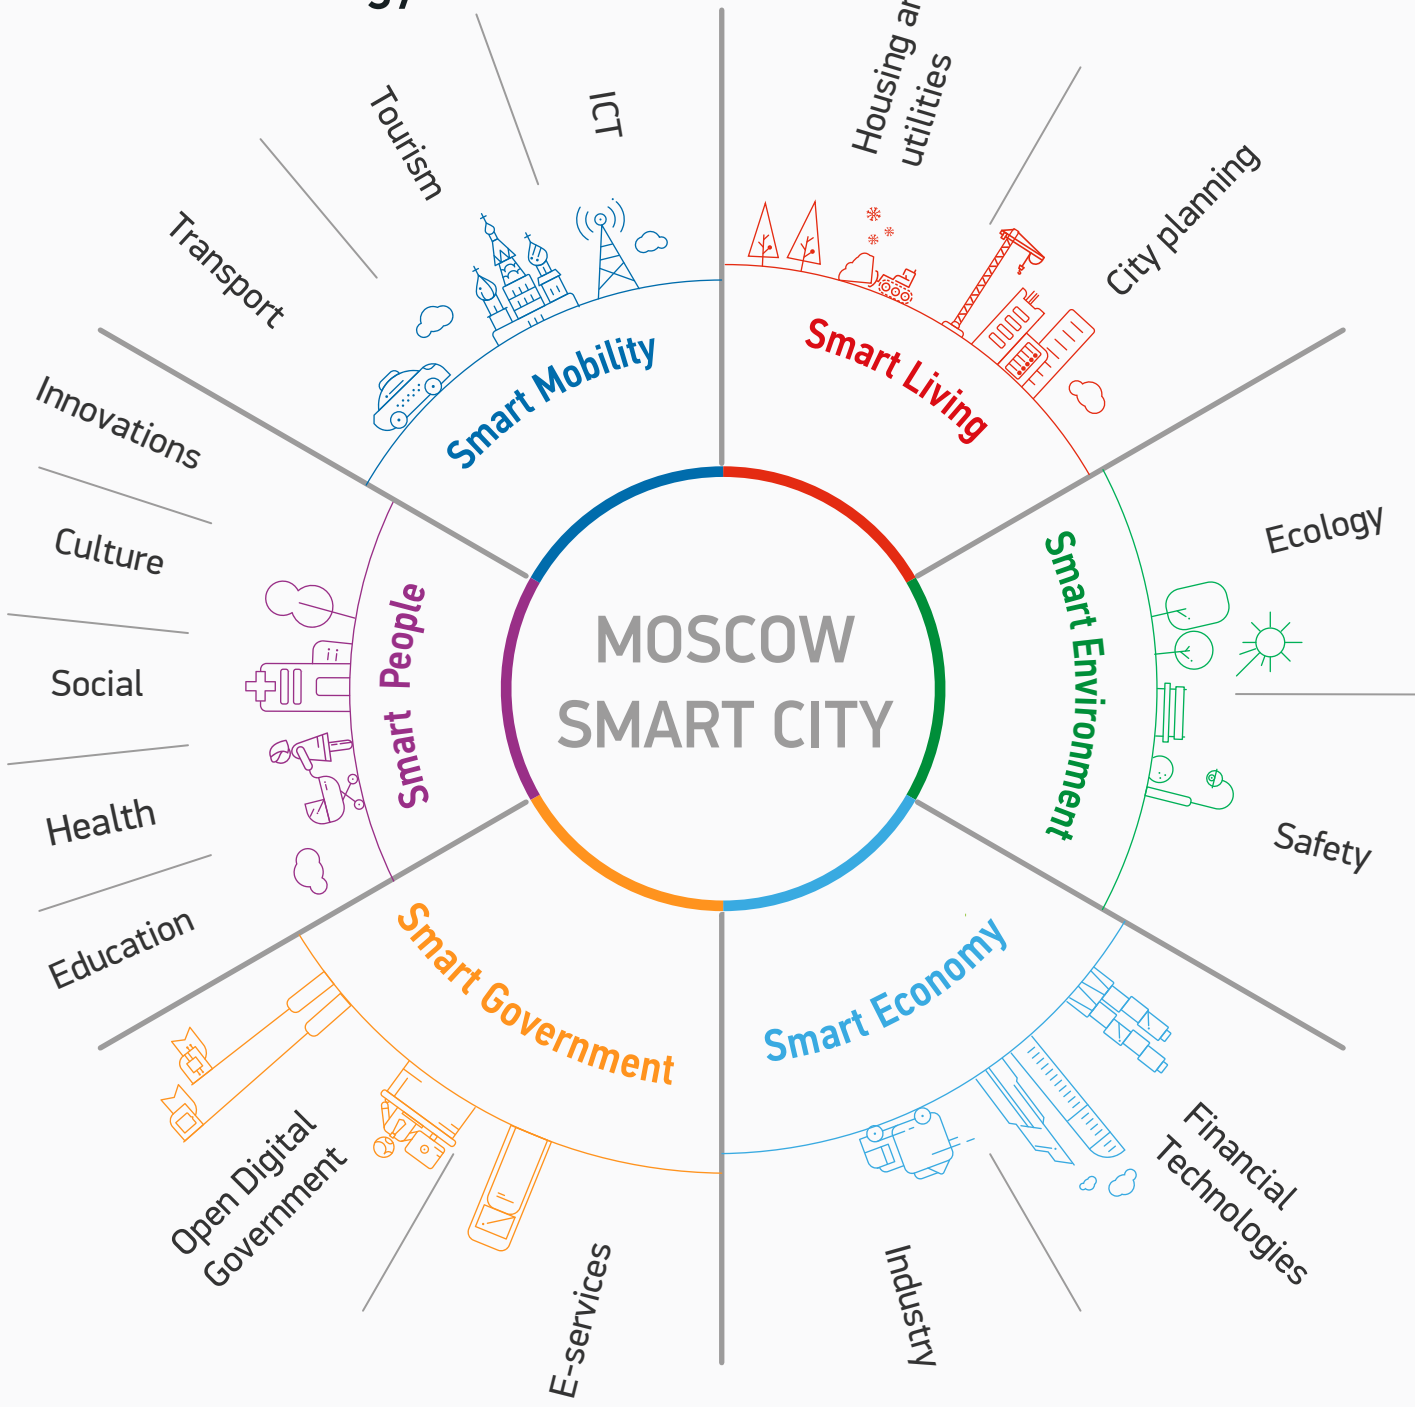 MOSCOW
SMART CITY
Smart Mobility
Transport
Tourism
ICT
Smart Living
Housing
utilities
City planning
Smart Environment
Ecology
Safety
Smart Economy
Financial
Technologies
Industry
Smart Government
E-services
Open Digital
Government
Smart People
Education
Health
Social
Culture
Innovations